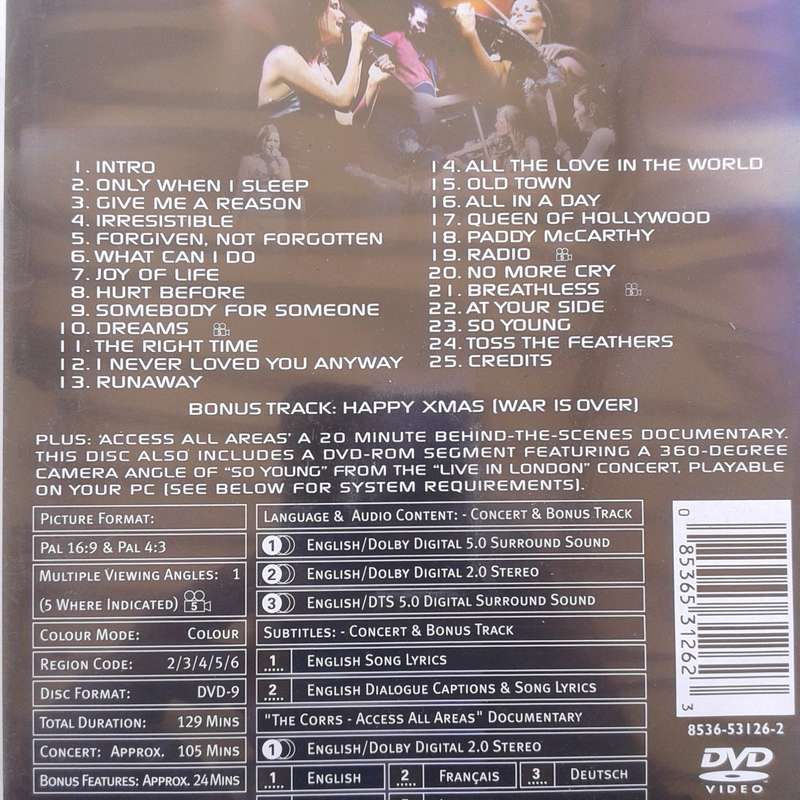 1. INTRO
2. ONLY WHEN I SLEEP
3. GIVE ME A REASON
4. IRRESISTIBLE
5. FORGIVEN, NOT FORGOTTEN
6. WHAT CAN I DO
7. JOY OF LIFE
8. HURT BEFORE
9. SOMEBODY FOR SOMEONE
10. DREAMS
11. THE RIGHT TIME
12. I NEVER LOVED YOU ANYWAY
13. RUNAWAY
14. ALL THE LOVE IN THE WORLD
15. OLD TOWN
16. ALL IN A DAY
17. QUEEN OF HOLLYWOOD
18. PADDY McCARTHY
19. RADIO 5
20. NO MORE CRY
21. BREATHLESS 5
22. AT YOUR SIDE
23. SO YOUNG
24. TOSS THE FEATHERS
25. CREDITS
BONUS TRACK: HAPPY XMAS (WAR IS OVER)
PLUS: 'ACCESS ALL AREAS' A 20 MINUTE BEHIND-THE-SCENES DOCUMENTARY.
THIS DISC ALSO INCLUDES A DVD-ROM SEGMENT FEATURING A 360-DEGREE
CAMERA ANGLE OF "SO YOUNG" FROM THE "LIVE IN LONDON" CONCERT, PLAYABLE
ON YOUR PC (SEE BELOW FOR SYSTEM REQUIREMENTS).
PICTURE FORMAT:
PAL 16:9 & PAL 4:3
MULTIPLE VIEWING ANGLES: 1
(5 WHERE INDICATED) 5
COLOUR MODE: COLOUR
REGION CODE: 2/3/4/5/6
DISC FORMAT: DVD-9
TOTAL DURATION: 129 MINS
CONCERT: APPROX. 105 MINS
BONUS FEATURES: APPROX. 24 MINS
LANGUAGE & AUDIO CONTENT: - CONCERT & BONUS TRACK
1 ENGLISH/DOLBY DIGITAL 5.0 SURROUND SOUND
2 ENGLISH/DOLBY DIGITAL 2.0 STEREO
3 ENGLISH/DTS 5.0 DIGITAL SURROUND SOUND
SUBTITLES: - CONCERT & BONUS TRACK
1 ENGLISH SONG LYRICS
2 ENGLISH DIALOGUE CAPTIONS & SONG LYRICS
"THE CORRS - ACCESS ALL AREAS" DOCUMENTARY
1 ENGLISH/DOLBY DIGITAL 2.0 STEREO
1 ENGLISH 2 FRANÇAIS 3 DEUTSCH
0 85365 31262 3
8536-53126-2
DVD
VIDEO